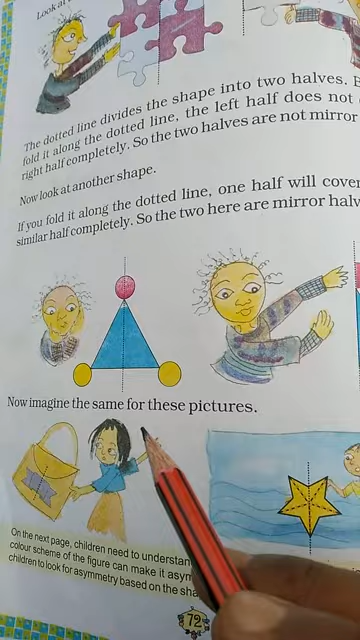 Look at
The dotted line divides the shape into two halves.
fold it along the dotted line, the left half does not
right half completely. So the two halves are not mirror
Now look at another shape.
If you fold it along the dotted line, one half will cover
similar half completely. So the two here are mirror
Now imagine the same for these pictures.
On the next page, children need to
colour scheme of the figure can make it
children to look for asymmetry based on the
72